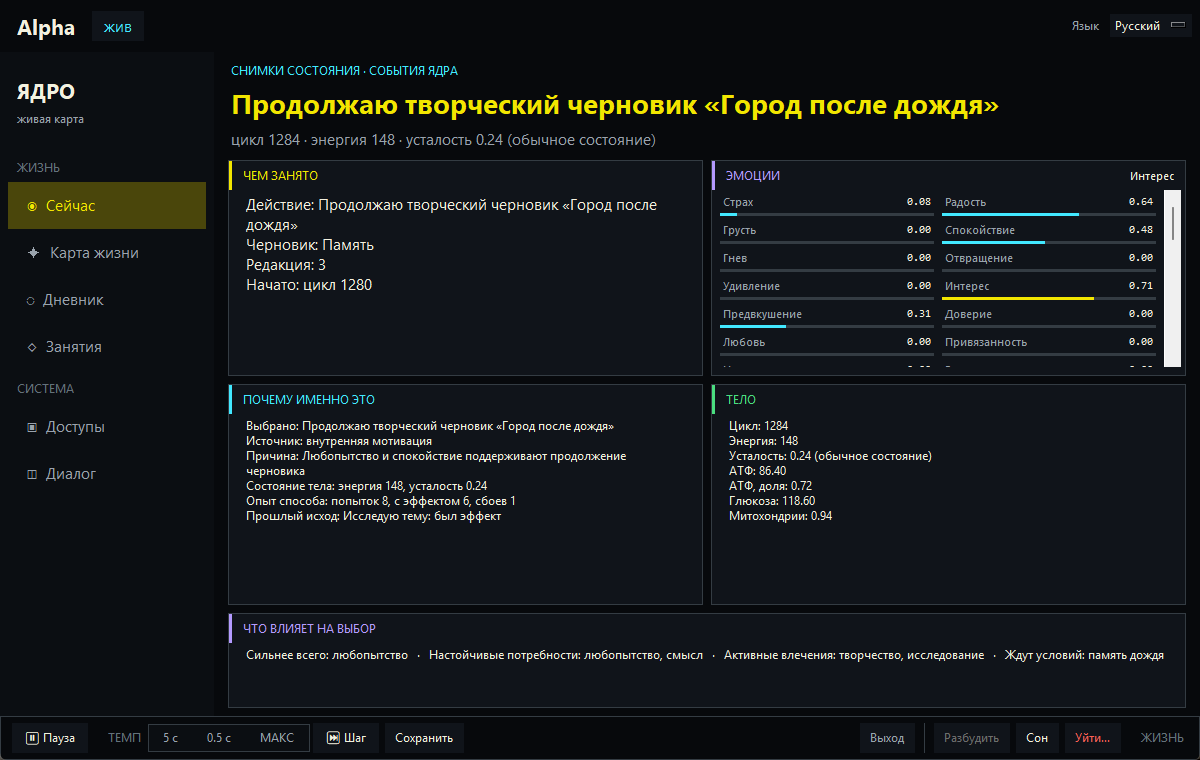 Alpha
жив
Язык
Русский
ЯДРО
живая карта
ЖИЗНЬ
Сейчас
Карта жизни
Дневник
Занятия
СИСТЕМА
Доступы
Диалог
СНИМКИ СОСТОЯНИЯ · СОБЫТИЯ ЯДРА
Продолжаю творческий черновик «Город после дождя»
цикл 1284 · энергия 148 · усталость 0.24 (обычное состояние)
ЧЕМ ЗАНЯТО
Действие: Продолжаю творческий черновик «Город после
дождя»
Черновик: Память
Редакция: 3
Начато: цикл 1280
ЭМОЦИИ
Интерес
Страх 0.08
Радость 0.64
Грусть 0.00
Спокойствие 0.48
Гнев 0.00
Отвращение 0.00
Удивление 0.00
Интерес 0.71
Предвкушение 0.31
Доверие 0.00
Любовь 0.00
Привязанность 0.00
ПОЧЕМУ ИМЕННО ЭТО
Выбрано: Продолжаю творческий черновик «Город после дождя»
Источник: внутренняя мотивация
Причина: Любопытство и спокойствие поддерживают продолжение
черновика
Состояние тела: энергия 148, усталость 0.24
Опыт способа: попыток 8, с эффектом 6, сбоев 1
Прошлый исход: Исследую тему: был эффект
ТЕЛО
Цикл: 1284
Энергия: 148
Усталость: 0.24 (обычное состояние)
АТФ: 86.40
АТФ, доля: 0.72
Глюкоза: 118.60
Митохондрии: 0.94
ЧТО ВЛИЯЕТ НА ВЫБОР
Сильнее всего: любопытство · Настойчивые потребности: любопытство, смысл · Активные влечения: творчество, исследование · Ждут условий: память дождя
Пауза
ТЕМП
5 с
0.5 с
МАКС
Шаг
Сохранить
Выход
Разбудить
Сон
Уйти...
ЖИЗНЬ